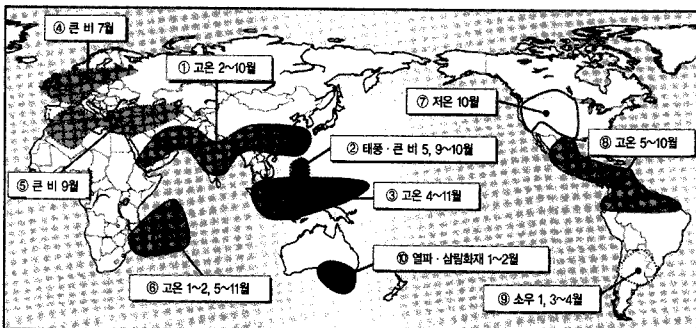 ④ 큰 비 7월
① 고온 2~10월
⑦ 저온 10월
② 태풍·큰 비 5, 9~10월
⑧ 고온 5~10월
⑤ 큰 비 9월
③ 고온 4~11월
⑩ 열파·삼림화재 1~2월
⑥ 고온 1~2, 5~11월
⑨ 소우 1, 3~4월